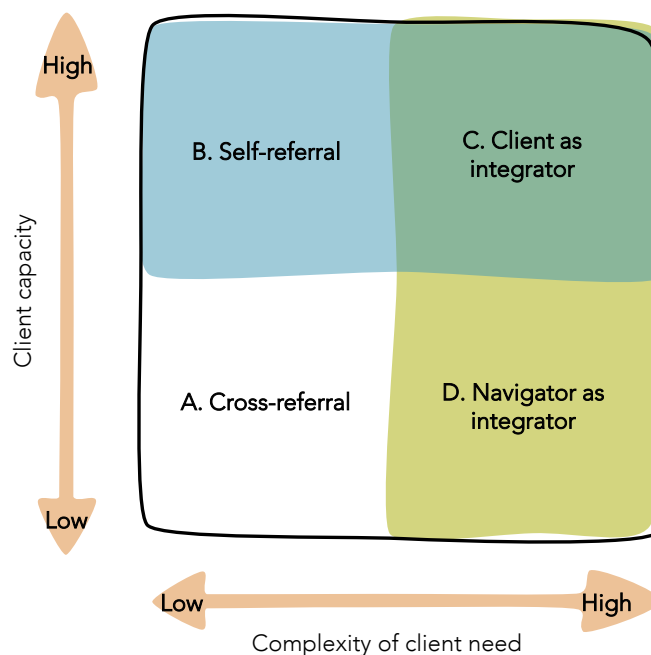 High
B. Self-referral
C. Client as
integrator
Client capacity
A. Cross-referral
D. Navigator as
integrator
Low
Low
High
Complexity of client need